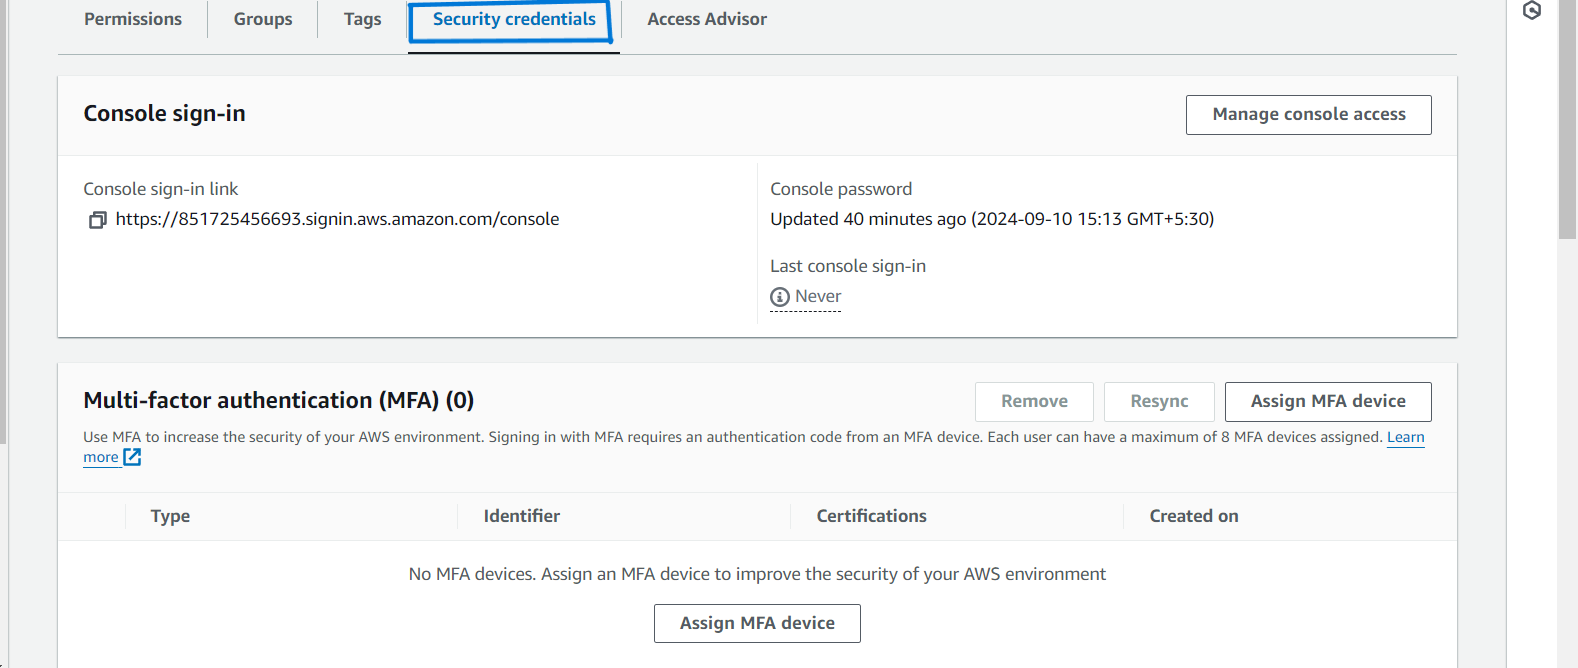 Permissions
Groups
Tags
Security credentials
Access Advisor
Console sign-in
Manage console access
Console sign-in link
https://851725456693.signin.aws.amazon.com/console
Console password
Updated 40 minutes ago (2024-09-10 15:13 GMT+5:30)
Last console sign-in
Never
Multi-factor authentication (MFA) (0)
Remove
Resync
Assign MFA device
Use MFA to increase the security of your AWS environment. Signing in with MFA requires an authentication code from an MFA device. Each user can have a maximum of 8 MFA devices assigned. Learn
more
Type
Identifier
Certifications
Created on
No MFA devices. Assign an MFA device to improve the security of your AWS environment
Assign MFA device